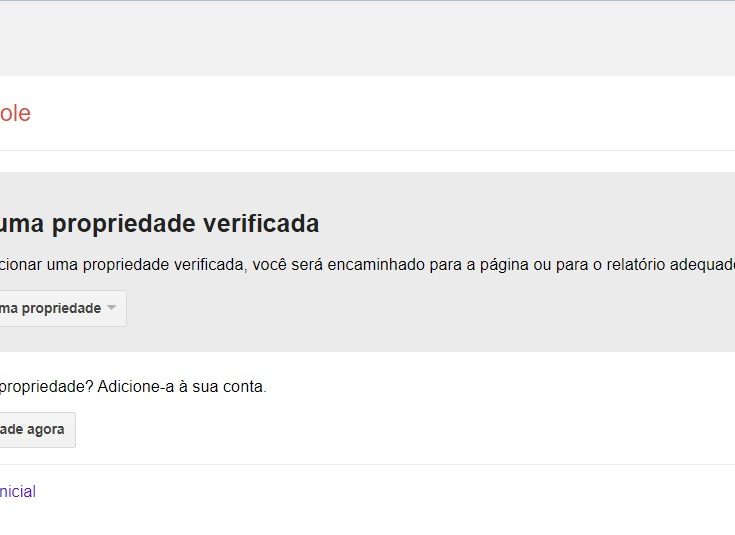 ole
uma propriedade verificada
cionar uma propriedade verificada, você será encaminhado para a página ou para o relatório adequad
ma propriedade
propriedade? Adicione-a à sua conta.
ade agora
nicial